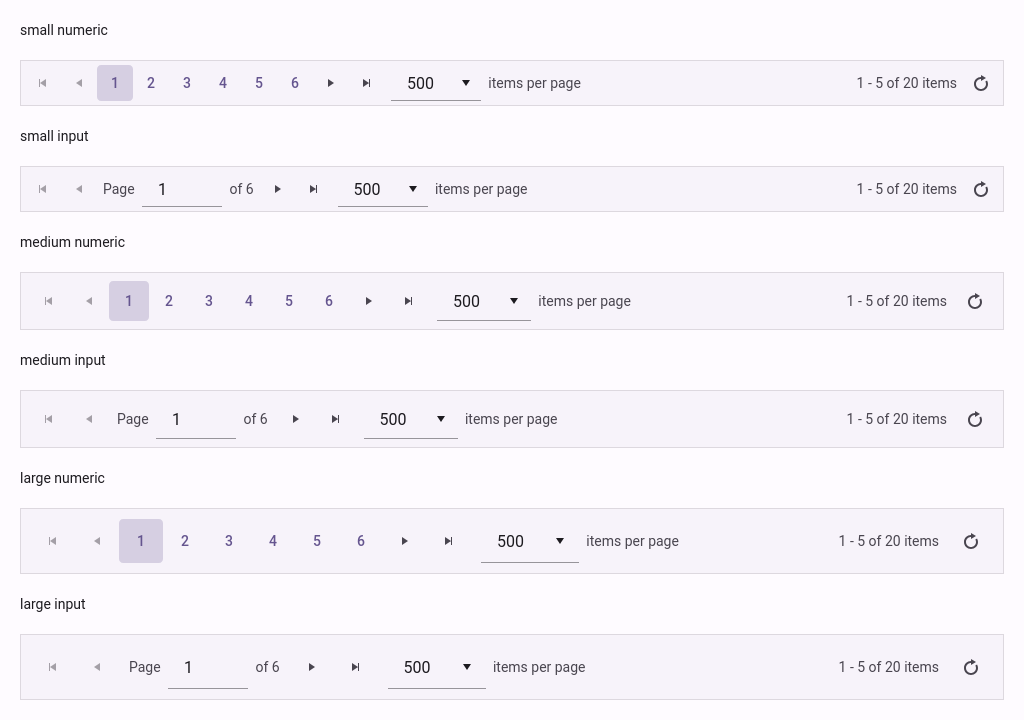 small numeric
1 2 3 4 5 6 500 items per page 1 - 5 of 20 items
small input
Page 1 of 6 500 items per page 1 - 5 of 20 items
medium numeric
1 2 3 4 5 6 500 items per page 1 - 5 of 20 items
medium input
Page 1 of 6 500 items per page 1 - 5 of 20 items
large numeric
1 2 3 4 5 6 500 items per page 1 - 5 of 20 items
large input
Page 1 of 6 500 items per page 1 - 5 of 20 items